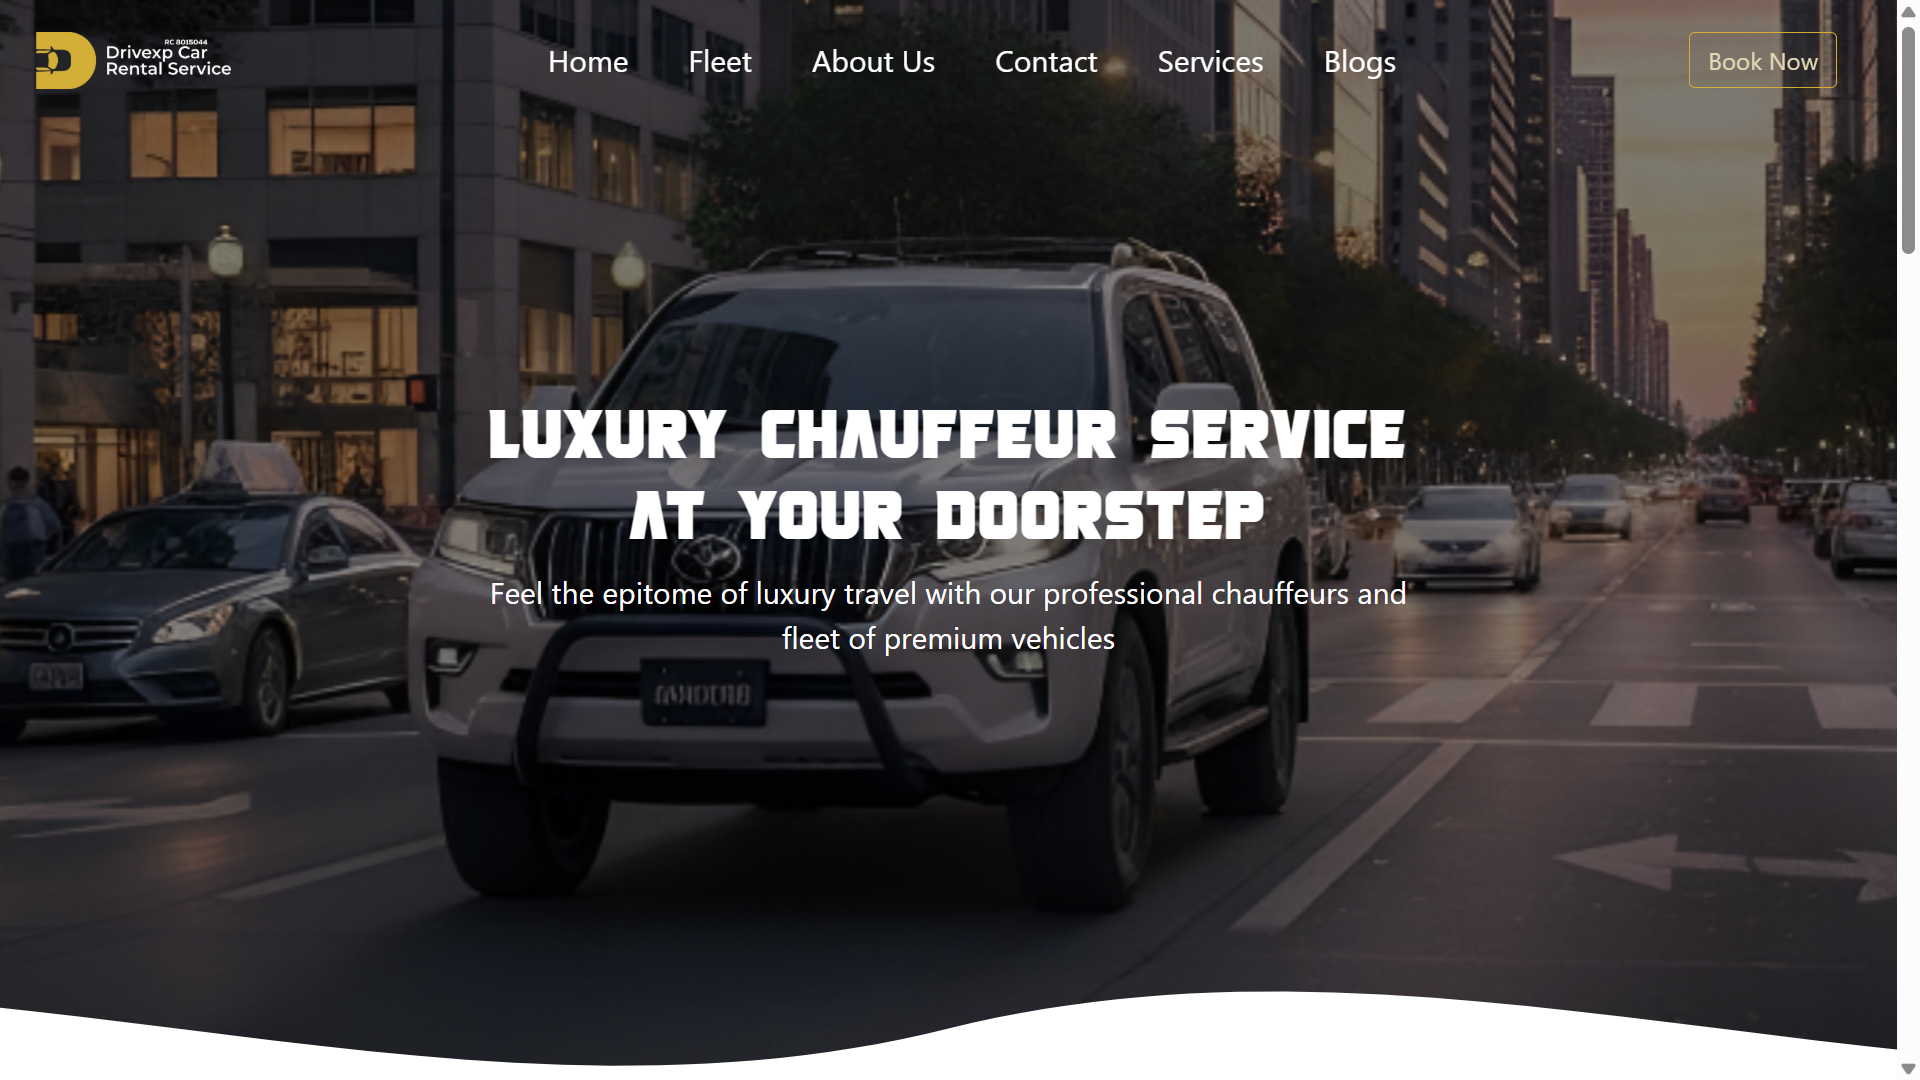 RC 8015044
Drivexp Car
Rental Service
Home
Fleet
About Us
Contact
Services
Blogs
Book Now
LUXURY CHAUFFEUR SERVICE
AT YOUR DOORSTEP
Feel the epitome of luxury travel with our professional chauffeurs and
fleet of premium vehicles